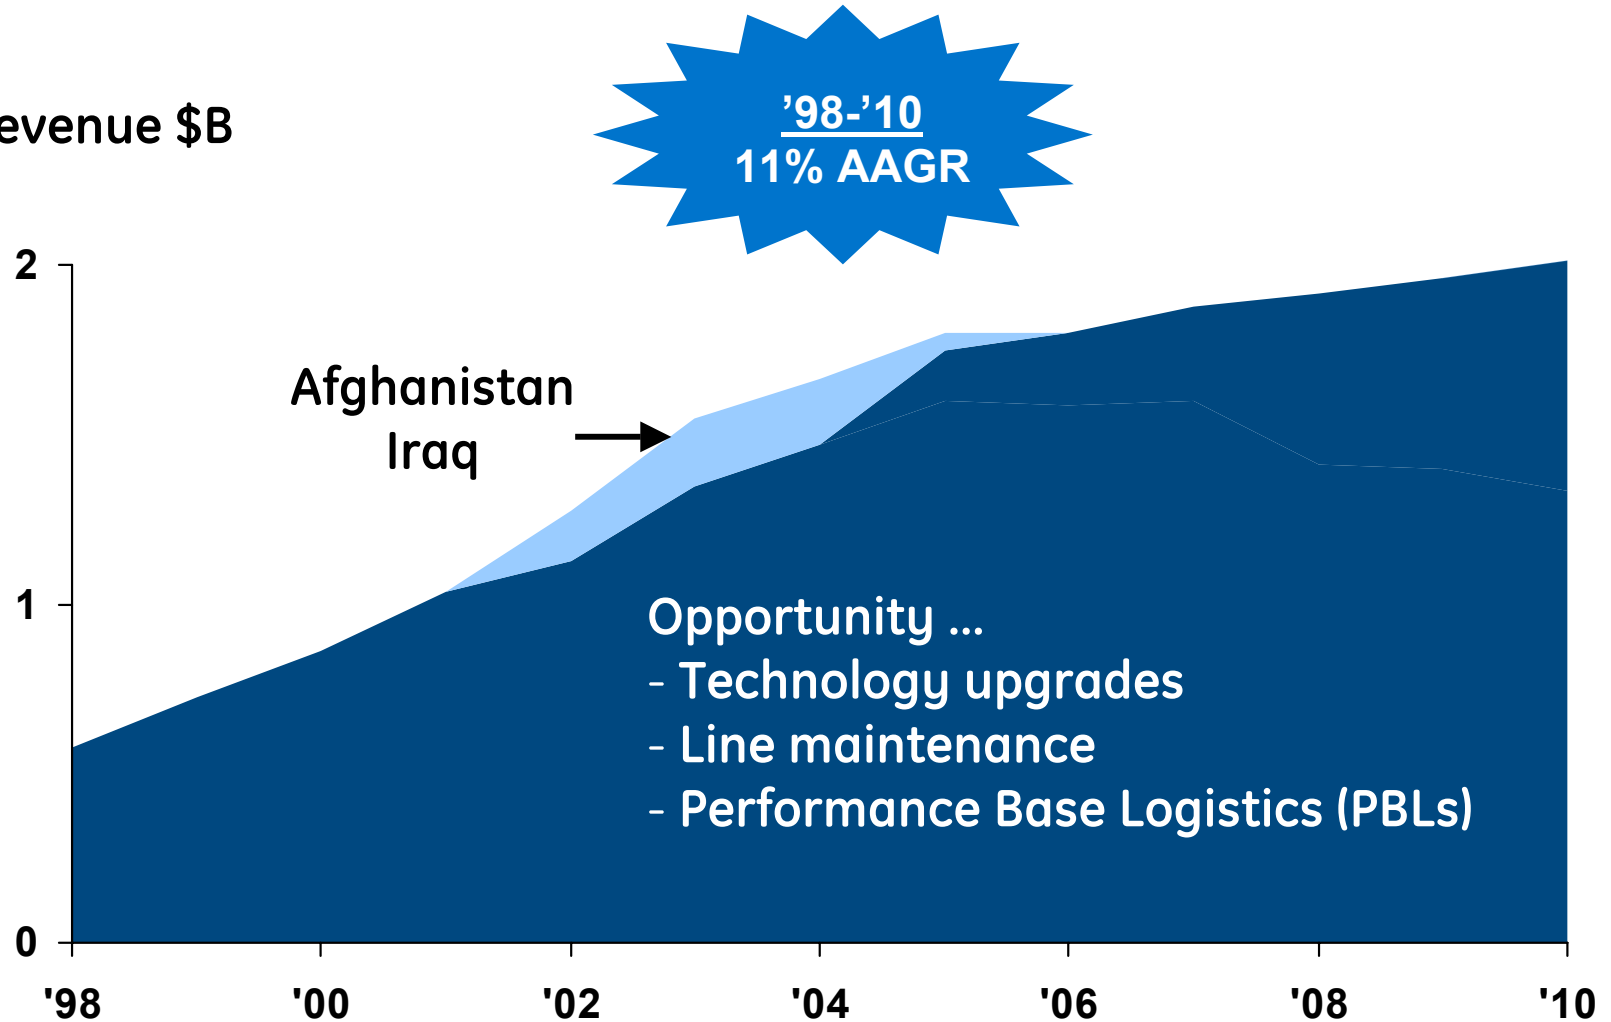 ’98-’10
11% AAGR
evenue $B
2
Afghanistan
Iraq
1
Opportunity ...
- Technology upgrades
- Line maintenance
- Performance Base Logistics (PBLs)
0
'98 '00 '02 '04 '06 '08 '10